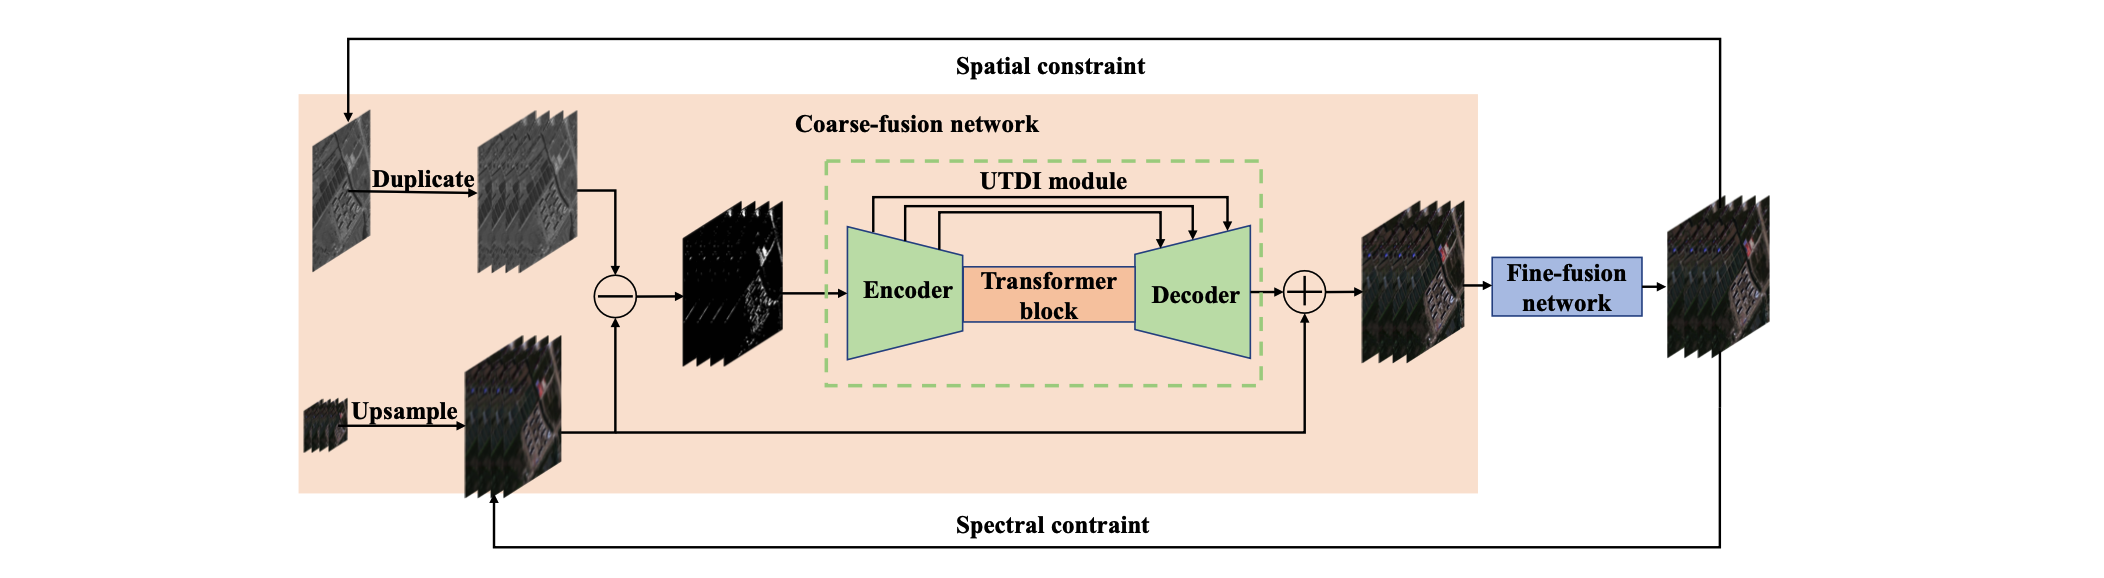 Spatial constraint
Coarse-fusion network
Duplicate
UTDI module
Encoder
Transformer
block
Decoder
Fine-fusion
network
Upsample
Spectral contraint